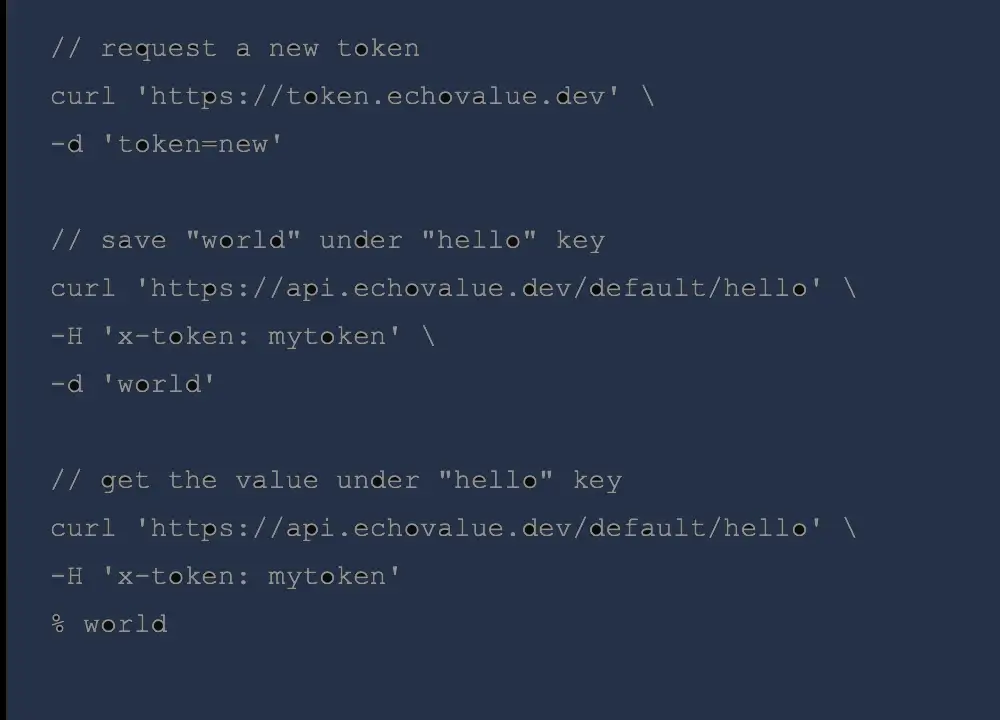 // request a new token
curl 'https://token.echovalue.dev' \
-d 'token=new'
// save "world" under "hello" key
curl 'https://api.echovalue.dev/default/hello' \
-H 'x-token: mytoken' \
-d 'world'
// get the value under "hello" key
curl 'https://api.echovalue.dev/default/hello' \
-H 'x-token: mytoken'
% world